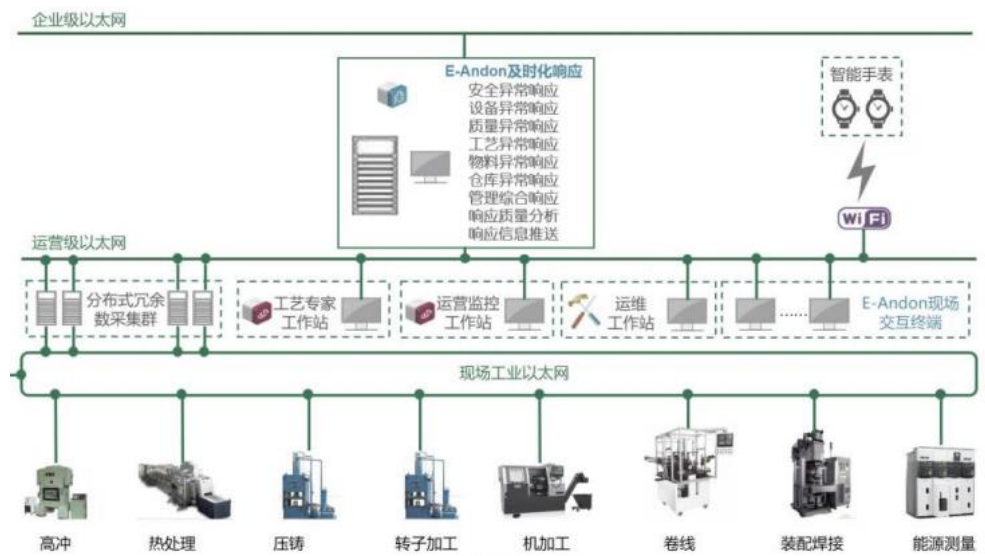 企业级以太网
E-Andon及时化响应
安全异常响应
设备异常响应
质量异常响应
工艺异常响应
物料异常响应
仓库异常响应
管理综合响应
响应质量分析
响应信息推送
智能手表
WiFi
运营级以太网
分布式冗余
数采集群
工艺专家
工作站
运营监控
工作站
运维
工作站
......
E-Andon现场
交互终端
现场工业以太网
高冲
热处理
压铸
转子加工
机加工
卷线
装配焊接
能源测量